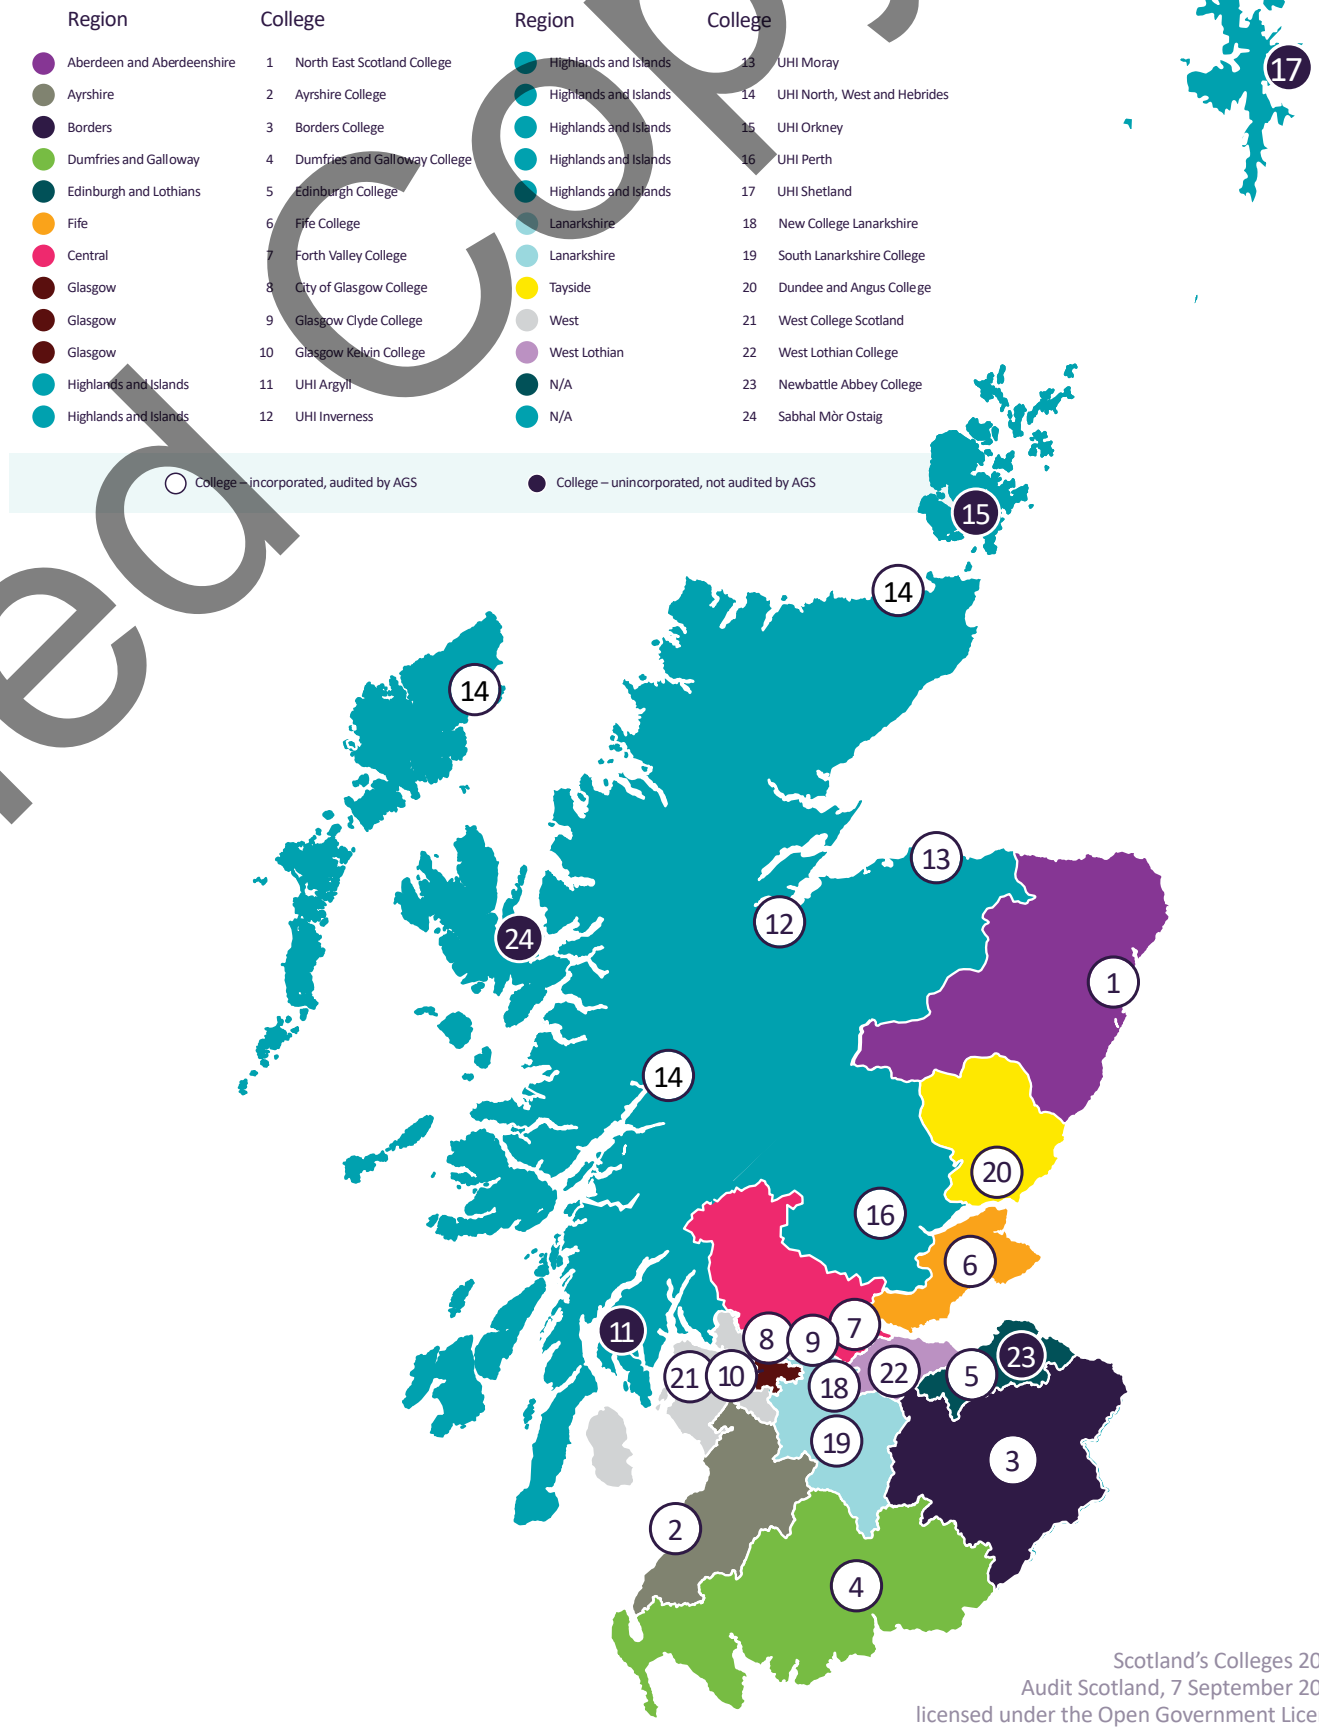 Region College Region College
Aberdeen and Aberdeenshire 1 North East Scotland College Highlands and Islands 13 UHI Moray
Ayrshire 2 Ayrshire College Highlands and Islands 14 UHI North, West and Hebrides
Borders 3 Borders College Highlands and Islands 15 UHI Orkney
Dumfries and Galloway 4 Dumfries and Galloway College Highlands and Islands 16 UHI Perth
Edinburgh and Lothians 5 Edinburgh College Highlands and Islands 17 UHI Shetland
Fife 6 Fife College Lanarkshire 18 New College Lanarkshire
Central 7 Forth Valley College Lanarkshire 19 South Lanarkshire College
Glasgow 8 City of Glasgow College Tayside 20 Dundee and Angus College
Glasgow 9 Glasgow Clyde College West 21 West College Scotland
Glasgow 10 Glasgow Kelvin College West Lothian 22 West Lothian College
Highlands and Islands 11 UHI Argyll N/A 23 Newbattle Abbey College
Highlands and Islands 12 UHI Inverness N/A 24 Sabhal Mòr Ostaig
College – incorporated, audited by AGS College – unincorporated, not audited by AGS
17
15
14
14
13
12
24
1
14
20
16
6
11
7
8
9
23
22
5
21
10
18
19
3
2
4
Scotland's Colleges 20
Audit Scotland, 7 September 20
licensed under the Open Government Lice
ed Copy